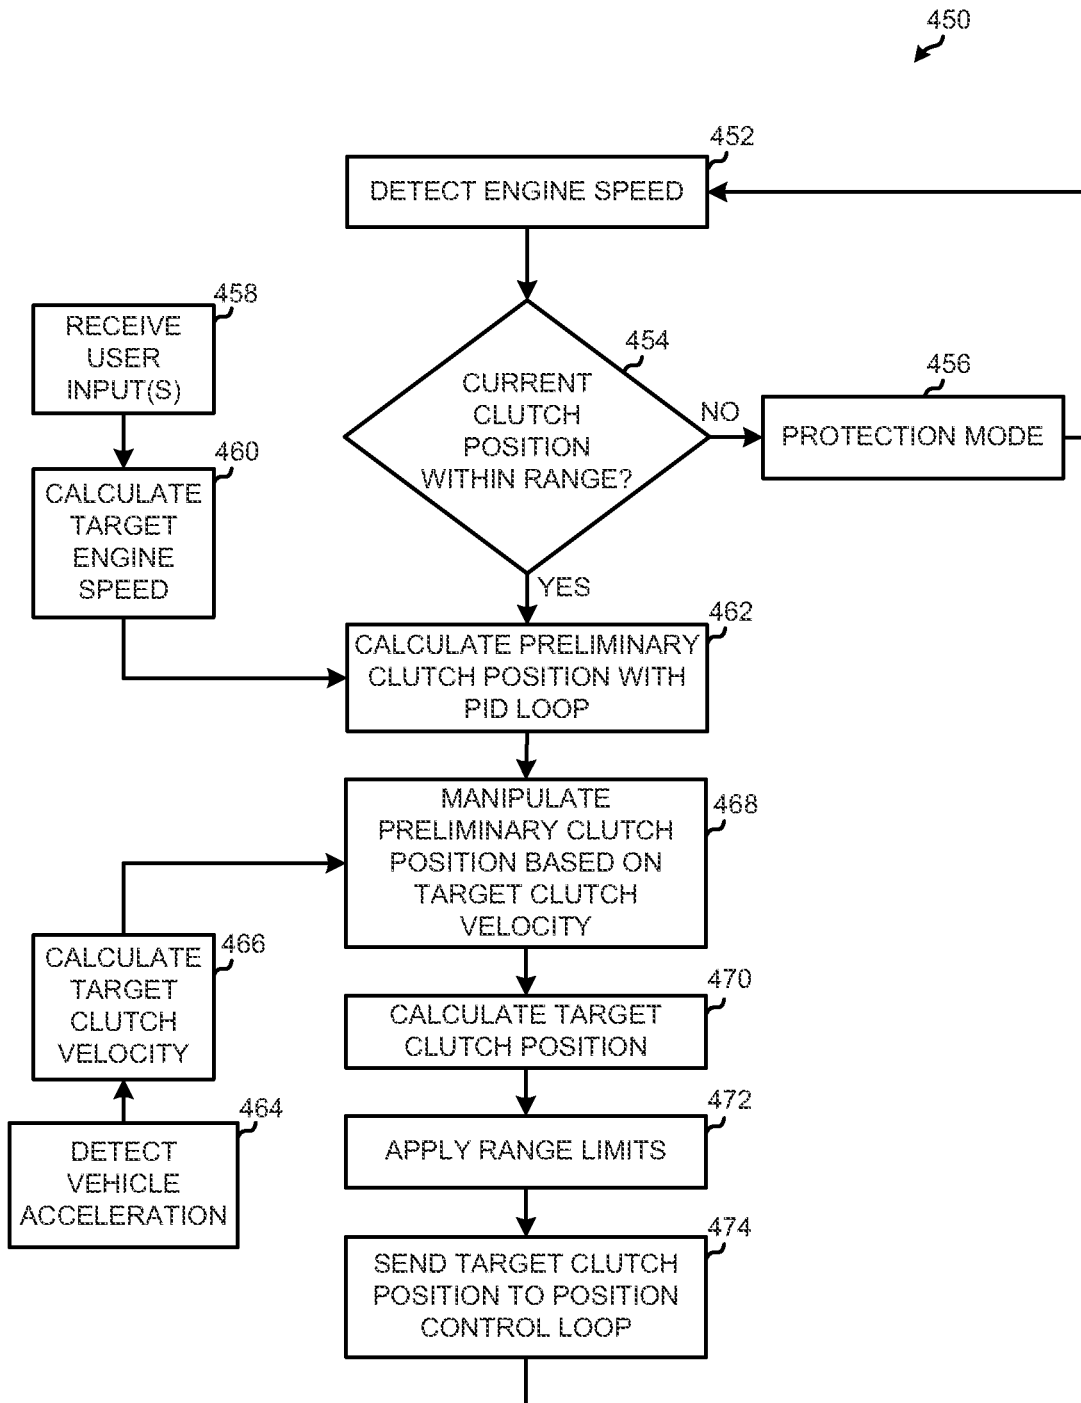 450
452
DETECT ENGINE SPEED
458
RECEIVE
USER
INPUT(S)
454
CURRENT
CLUTCH
POSITION
WITHIN RANGE?
NO
456
PROTECTION MODE
460
CALCULATE
TARGET
ENGINE
SPEED
YES
462
CALCULATE PRELIMINARY
CLUTCH POSITION WITH
PID LOOP
468
MANIPULATE
PRELIMINARY CLUTCH
POSITION BASED ON
TARGET CLUTCH
VELOCITY
466
CALCULATE
TARGET
CLUTCH
VELOCITY
470
CALCULATE TARGET
CLUTCH POSITION
464
DETECT
VEHICLE
ACCELERATION
472
APPLY RANGE LIMITS
474
SEND TARGET CLUTCH
POSITION TO POSITION
CONTROL LOOP